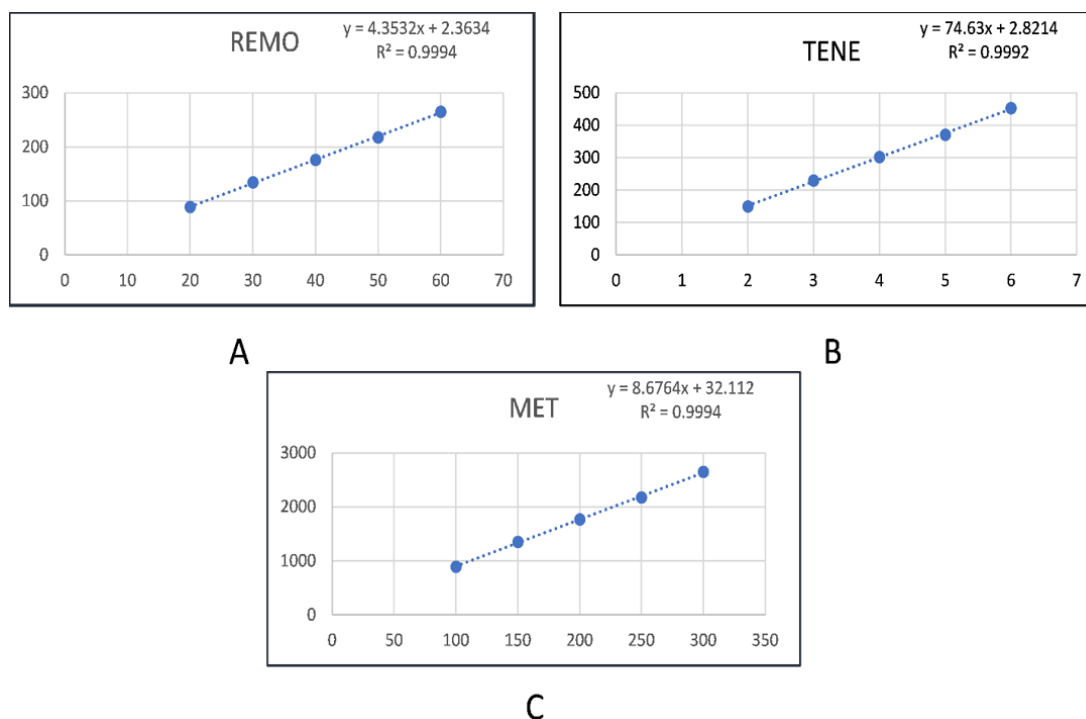 REMO
y = 4.3532x + 2.3634
R² = 0.9994
300
200
100
0
0 10 20 30 40 50 60 70
A
TENE
y = 74.63x + 2.8214
R² = 0.9992
500
400
300
200
100
0
0 1 2 3 4 5 6 7
B
MET
y = 8.6764x + 32.112
R² = 0.9994
3000
2000
1000
0
0 50 100 150 200 250 300 350
C